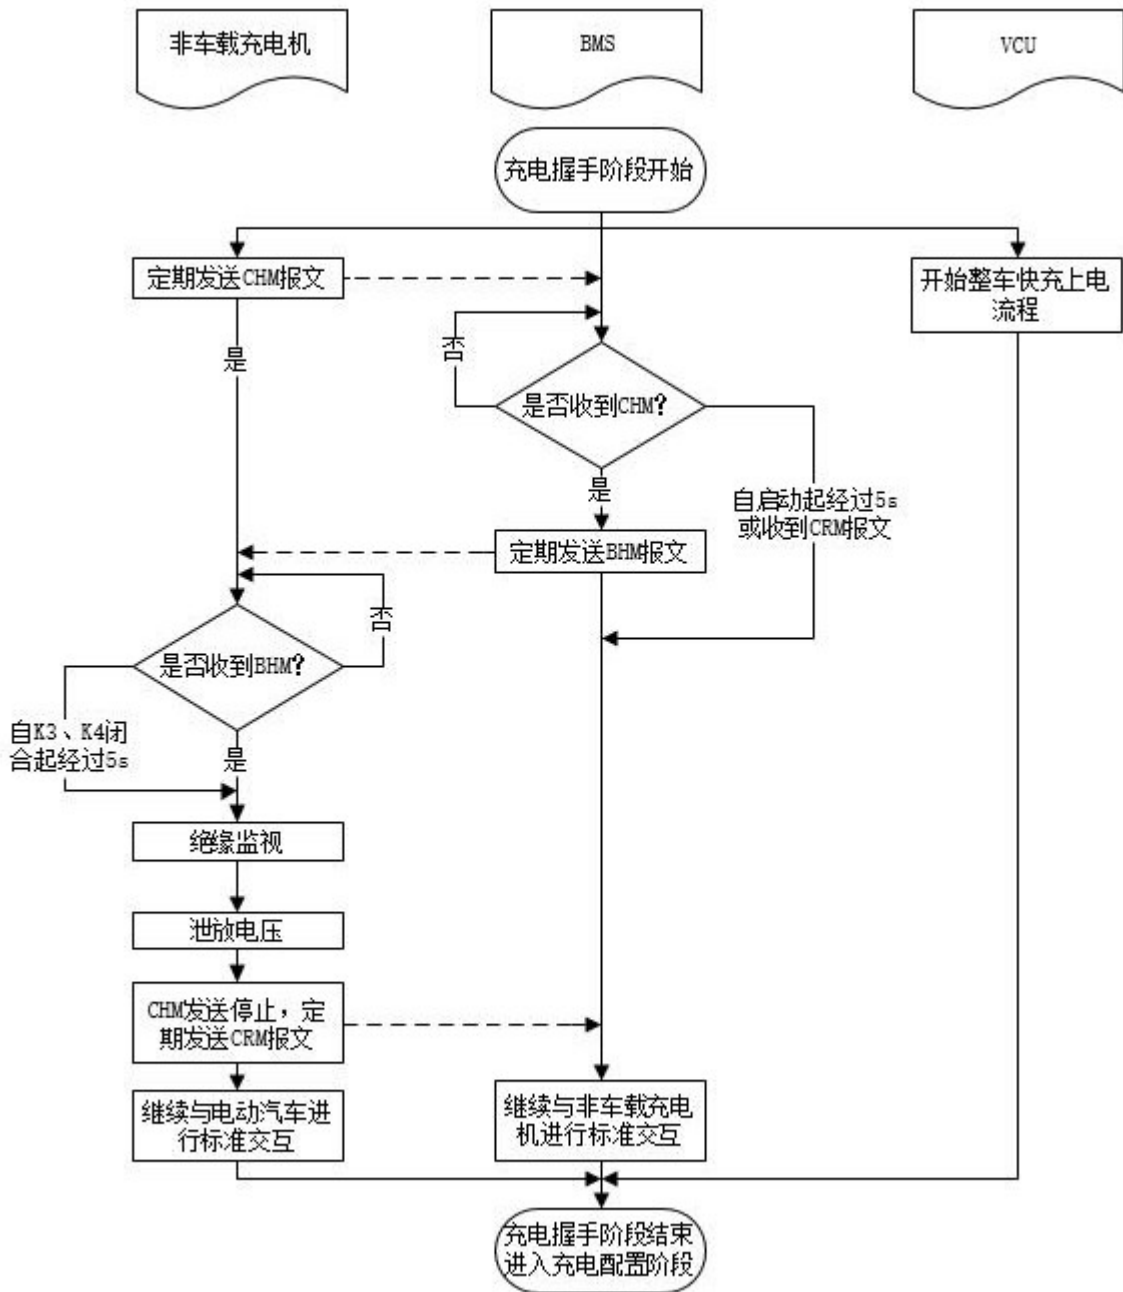 非车载充电机
BMS
VCU
充电握手阶段开始
定期发送CHM报文
开始整车快充上电
流程
是
否
是否收到CHM?
是
自启动起经过5s
或收到CRM报文
定期发送BHM报文
否
是否收到BHM?
自K3、K4闭
合起经过5s
是
绝缘监视
泄放电压
CHM发送停止，定
期发送CRM报文
继续与电动汽车进
行标准交互
继续与非车载充电
机进行标准交互
充电握手阶段结束
进入充电配置阶段